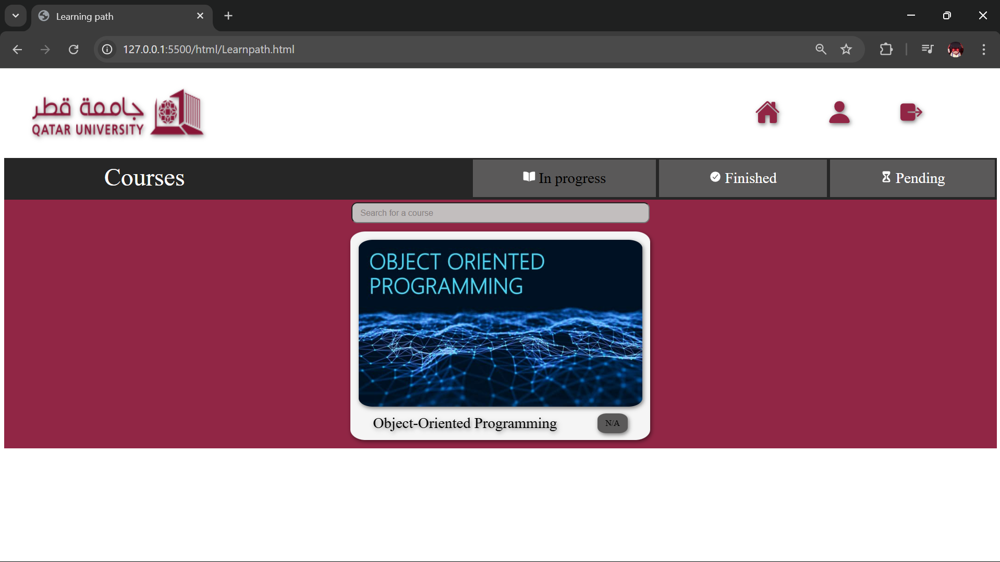 Learning path
127.0.0.1:5500/html/Learnpath.html
جامعة قطر
QATAR UNIVERSITY
Courses
In progress
Finished
Pending
Search for a course
OBJECT ORIENTED
PROGRAMMING
Object-Oriented Programming
N/A